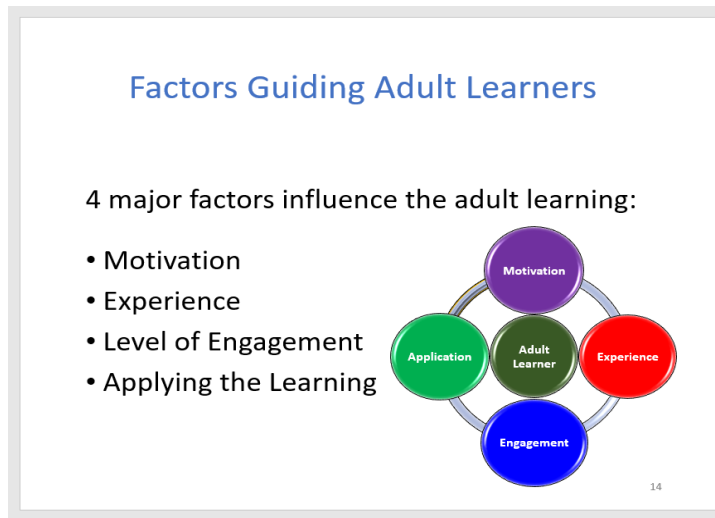 Factors Guiding Adult Learners
4 major factors influence the adult learning:
• Motivation
• Experience
• Level of Engagement
• Applying the Learning
Motivation
Application
Adult
Learner
Experience
Engagement
14